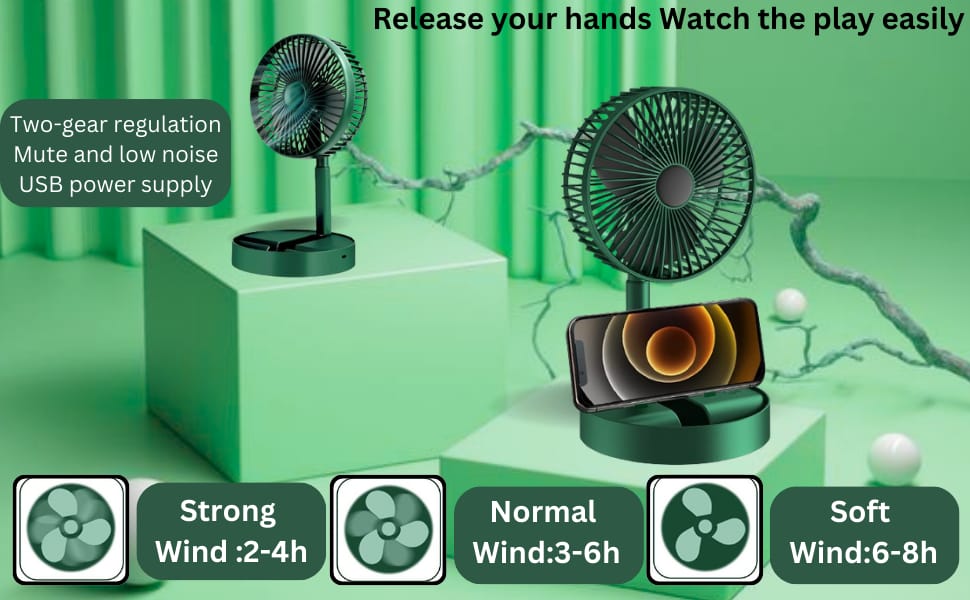 Release your hands Watch the play easily
Two-gear regulation
Mute and low noise
USB power supply
Strong
Wind :2-4h
Normal
Wind:3-6h
Soft
Wind:6-8h